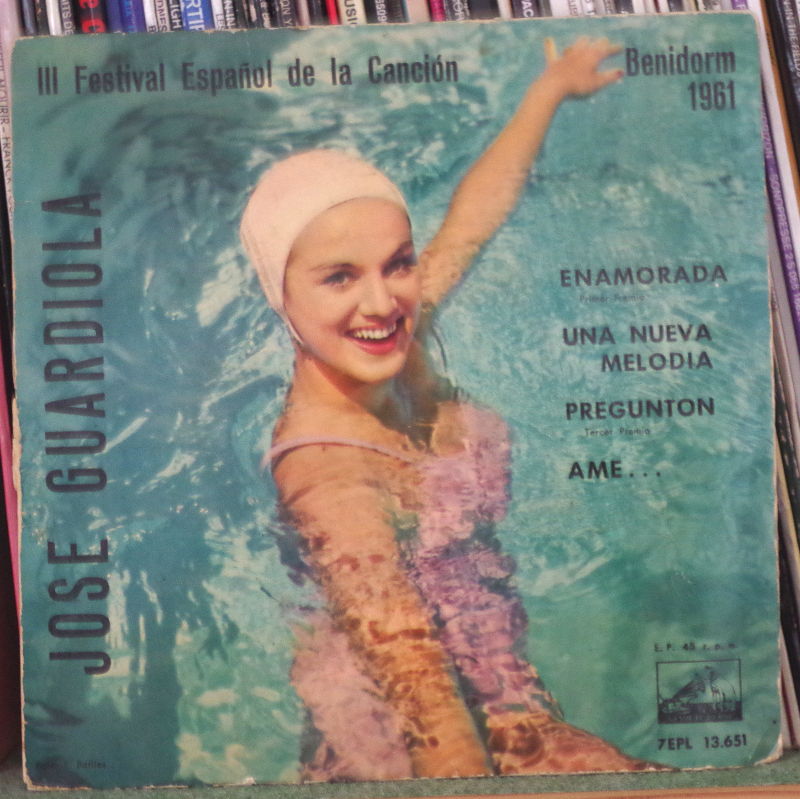 III Festival Español de la Canción
Benidorm
1961
JOSE GUARDIOLA
ENAMORADA
Primer Premio
UNA NUEVA
MELODIA
PREGUNTON
Tercer Premio
AME...
E. P. 45 r. p. m.
7EPL 13.651